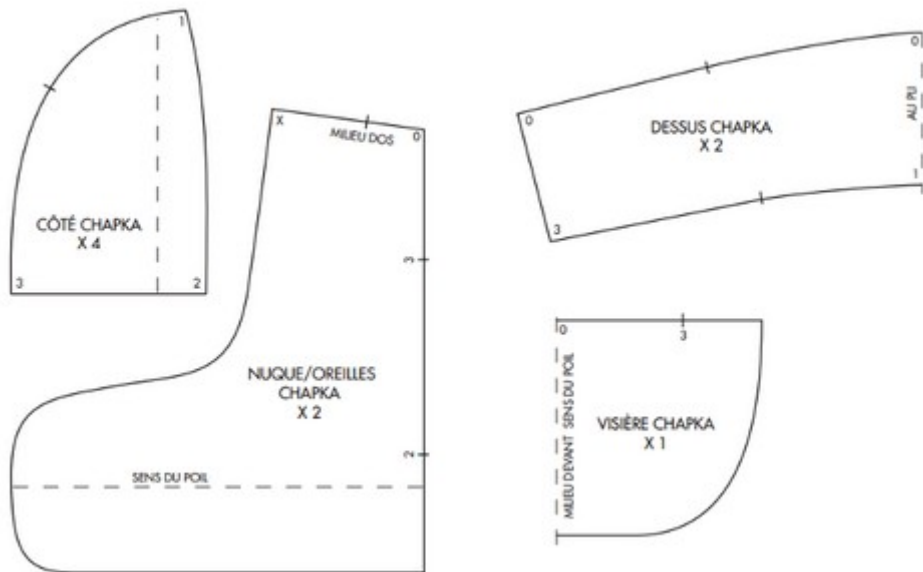 1
CÔTÉ CHAPKA
X 4
3
2
X
MILIEU DOS
0
3
NUQUE/OREILLES
CHAPKA
X 2
2
SENS DU POIL
0
DESSUS CHAPKA
X 2
AU PLI
0
1
3
0
3
MILIEU DEVANT SENS DU POIL
VISIÈRE CHAPKA
X 1